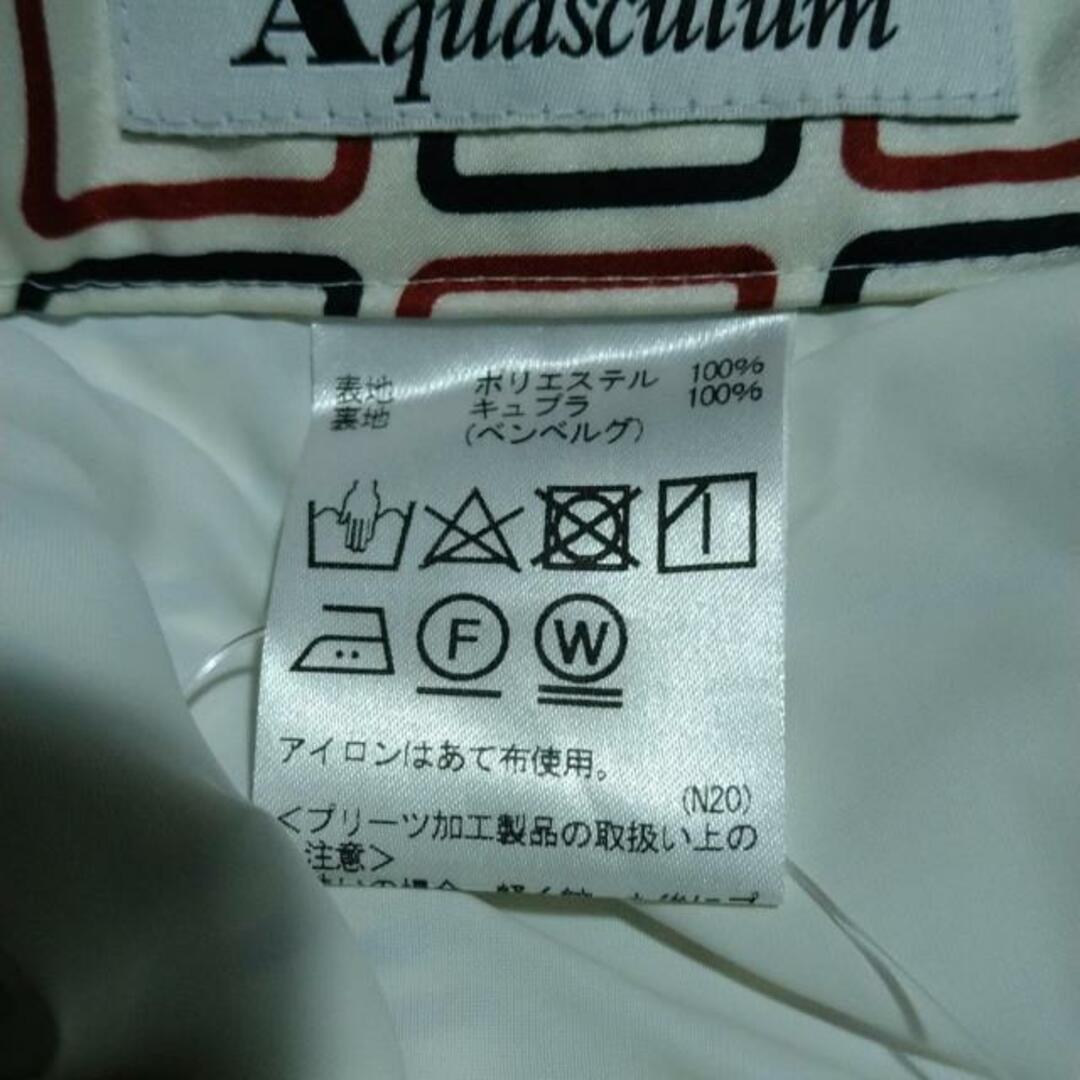 Aquascutum
表地 ポリエステル 100%
裏地 キュプラ 100%
(ベンベルグ)
F W
アイロンはあて布使用。
(N20)
<プリーツ加工製品の取扱い上の
注意>